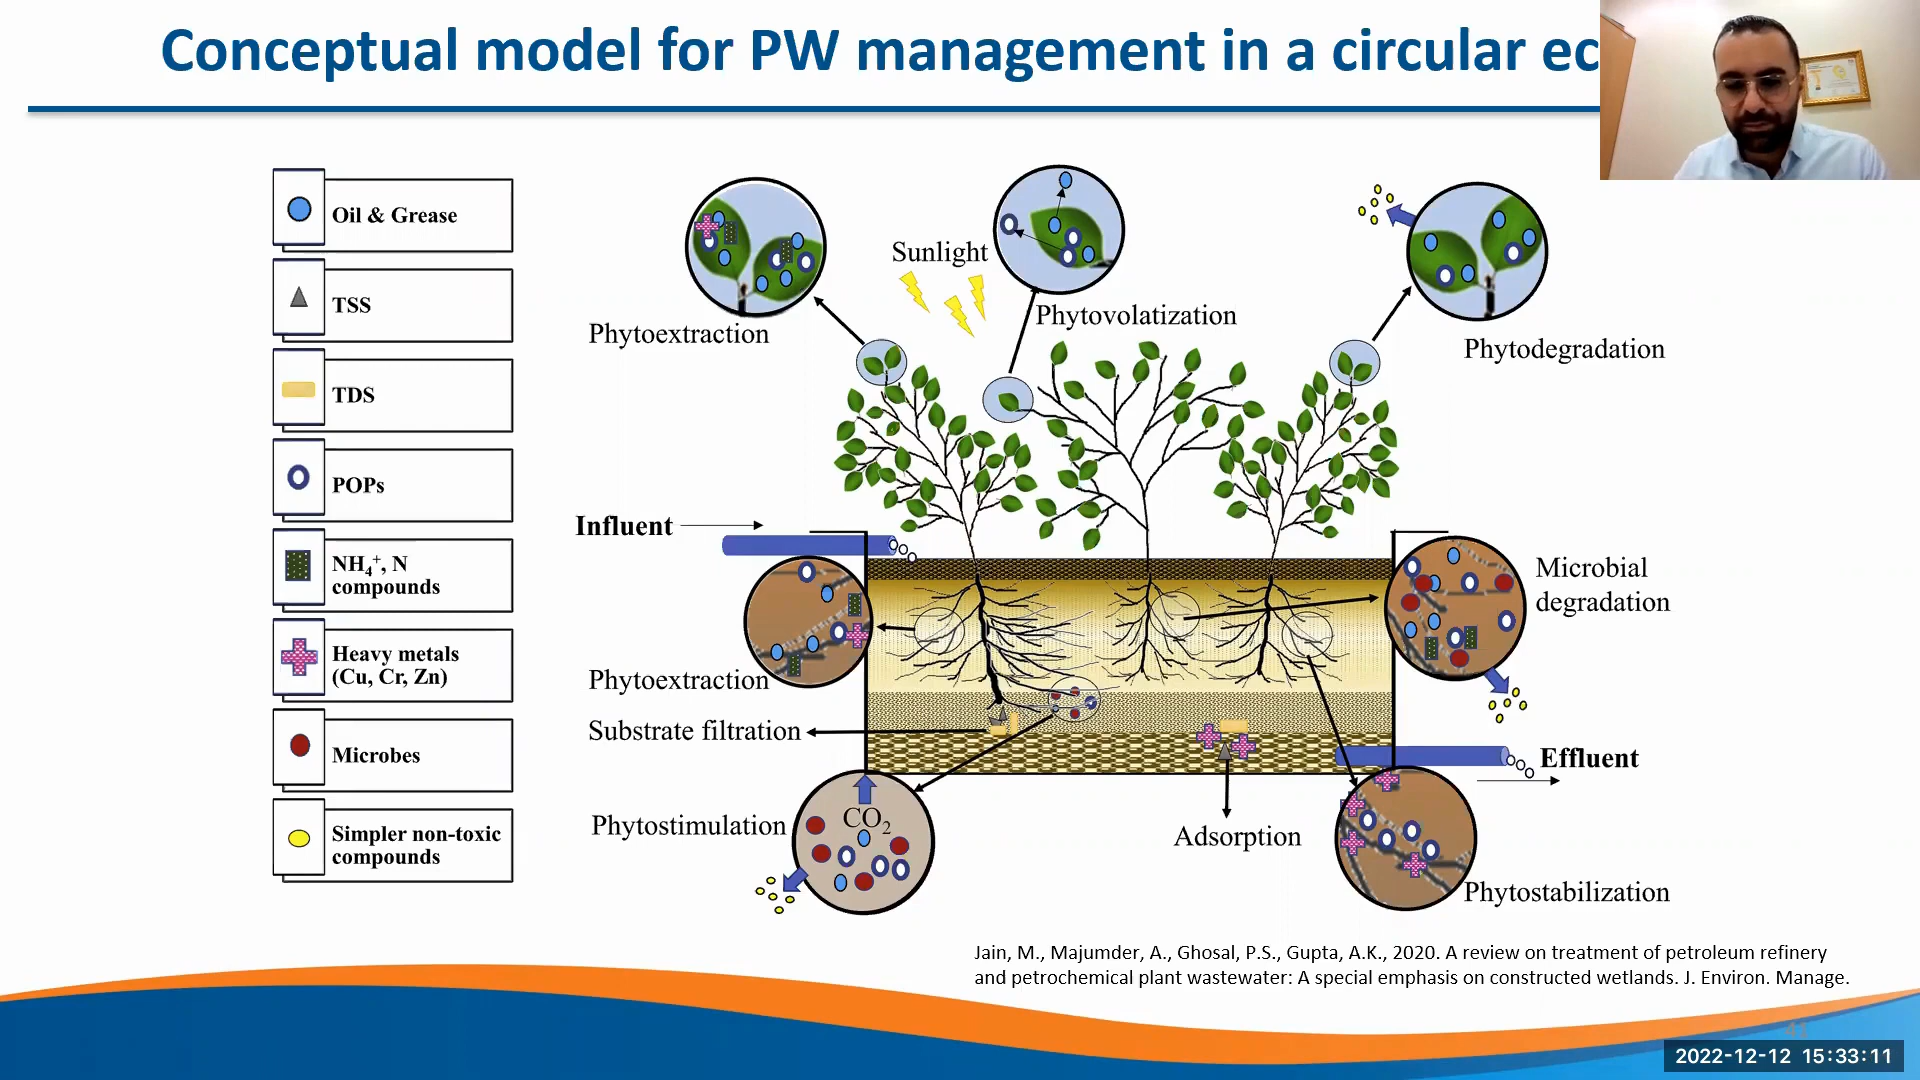 Conceptual model for PW management in a circular ec
Oil & Grease
TSS
TDS
POPs
NH₄⁺, N
compounds
Heavy metals
(Cu, Cr, Zn)
Microbes
Simpler non-toxic
compounds
Sunlight
Phytoextraction
Phytovolatization
Phytodegradation
Influent
Microbial
degradation
Phytoextraction
Substrate filtration
Effluent
Phytostimulation
CO₂
Adsorption
Phytostabilization
Jain, M., Majumder, A., Ghosal, P.S., Gupta, A.K., 2020. A review on treatment of petroleum refinery
and petrochemical plant wastewater: A special emphasis on constructed wetlands. J. Environ. Manage.
2022-12-12 15:33:11